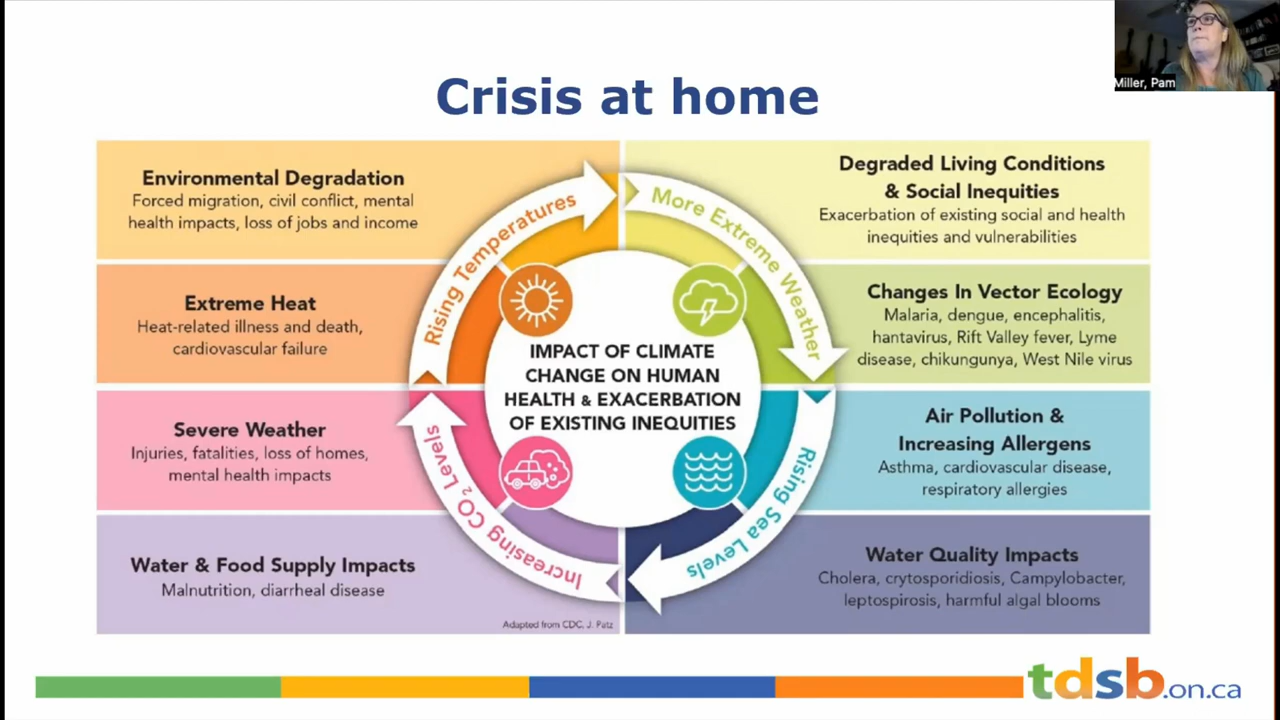 Miller, Pam
Crisis at home
Environmental Degradation
Forced migration, civil conflict, mental
health impacts, loss of jobs and income
Extreme Heat
Heat-related illness and death,
cardiovascular failure
Severe Weather
Injuries, fatalities, loss of homes,
mental health impacts
Water & Food Supply Impacts
Malnutrition, diarrheal disease
Adapted from CDC, J. Patz
Rising Temperatures
More Extreme Weather
Rising Sea Levels
Increasing CO₂ Levels
IMPACT OF CLIMATE
CHANGE ON HUMAN
HEALTH & EXACERBATION
OF EXISTING INEQUITIES
Degraded Living Conditions
& Social Inequities
Exacerbation of existing social and health
inequities and vulnerabilities
Changes In Vector Ecology
Malaria, dengue, encephalitis,
hantavirus, Rift Valley fever, Lyme
disease, chikungunya, West Nile virus
Air Pollution &
Increasing Allergens
Asthma, cardiovascular disease,
respiratory allergies
Water Quality Impacts
Cholera, crytosporidiosis, Campylobacter,
leptospirosis, harmful algal blooms
tdsb.on.ca